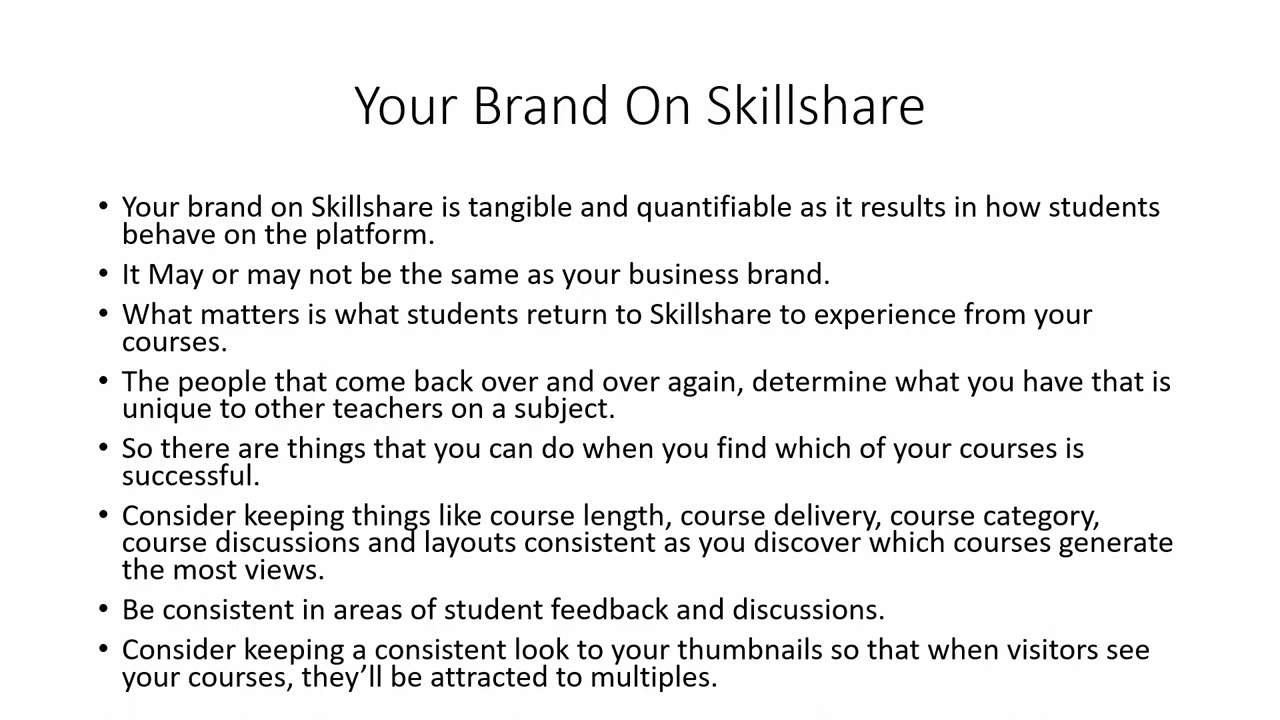 Your Brand On Skillshare
• Your brand on Skillshare is tangible and quantifiable as it results in how students
behave on the platform.
• It May or may not be the same as your business brand.
• What matters is what students return to Skillshare to experience from your
courses.
• The people that come back over and over again, determine what you have that is
unique to other teachers on a subject.
• So there are things that you can do when you find which of your courses is
successful.
• Consider keeping things like course length, course delivery, course category,
course discussions and layouts consistent as you discover which courses generate
the most views.
• Be consistent in areas of student feedback and discussions.
• Consider keeping a consistent look to your thumbnails so that when visitors see
your courses, they’ll be attracted to multiples.